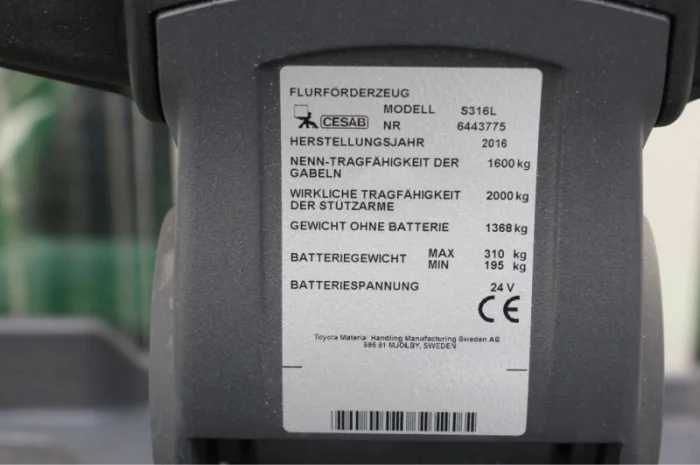 FLURFÖRDERZEUG
MODELL S316L
CESAB NR 6443775
HERSTELLUNGSJAHR 2016
NENN-TRAGFÄHIGKEIT DER 1600 kg
GABELN
WIRKLICHE TRAGFÄHIGKEIT 2000 kg
DER STÜTZARME
GEWICHT OHNE BATTERIE 1368 kg
BATTERIEGEWICHT MAX 310 kg
MIN 195 kg
BATTERIESPANNUNG 24 V
CE
Toyota Material Handling Manufacturing Sweden AB
595 81 MJÖLBY, SWEDEN